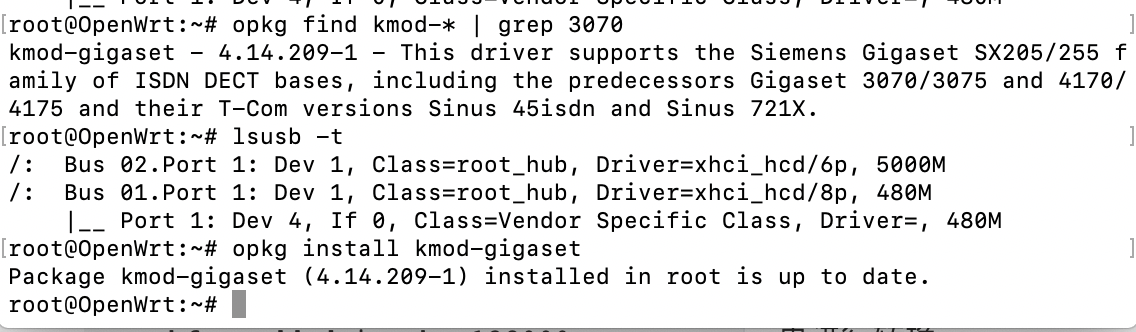 [root@OpenWrt:~# opkg find kmod-* | grep 3070 ]
kmod-gigaset - 4.14.209-1 - This driver supports the Siemens Gigaset SX205/255 f
amily of ISDN DECT bases, including the predecessors Gigaset 3070/3075 and 4170/
4175 and their T-Com versions Sinus 45isdn and Sinus 721X.
[root@OpenWrt:~# lsusb -t ]
/:  Bus 02.Port 1: Dev 1, Class=root_hub, Driver=xhci_hcd/6p, 5000M
/:  Bus 01.Port 1: Dev 1, Class=root_hub, Driver=xhci_hcd/8p, 480M
    |__ Port 1: Dev 4, If 0, Class=Vendor Specific Class, Driver=, 480M
[root@OpenWrt:~# opkg install kmod-gigaset ]
Package kmod-gigaset (4.14.209-1) installed in root is up to date.
root@OpenWrt:~#